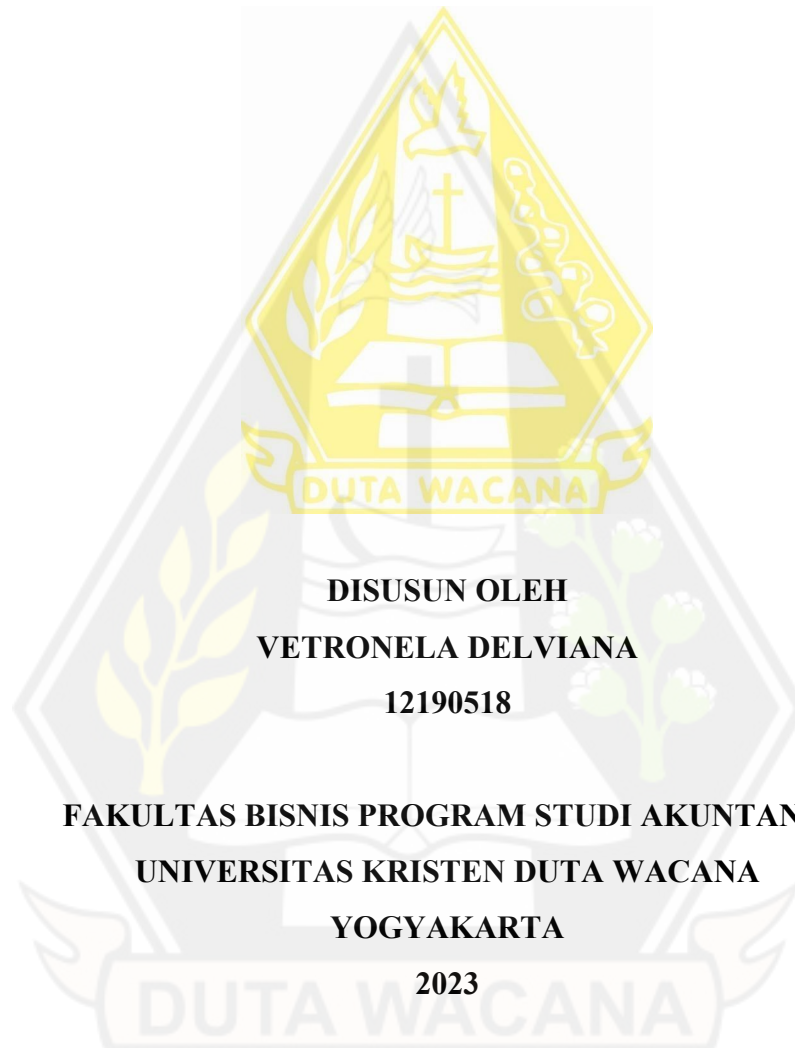 DUTA WACANA
DISUSUN OLEH
VETRONELA DELVIANA
12190518
FAKULTAS BISNIS PROGRAM STUDI AKUNTAN
UNIVERSITAS KRISTEN DUTA WACANA
YOGYAKARTA
2023
DUTA WACANA